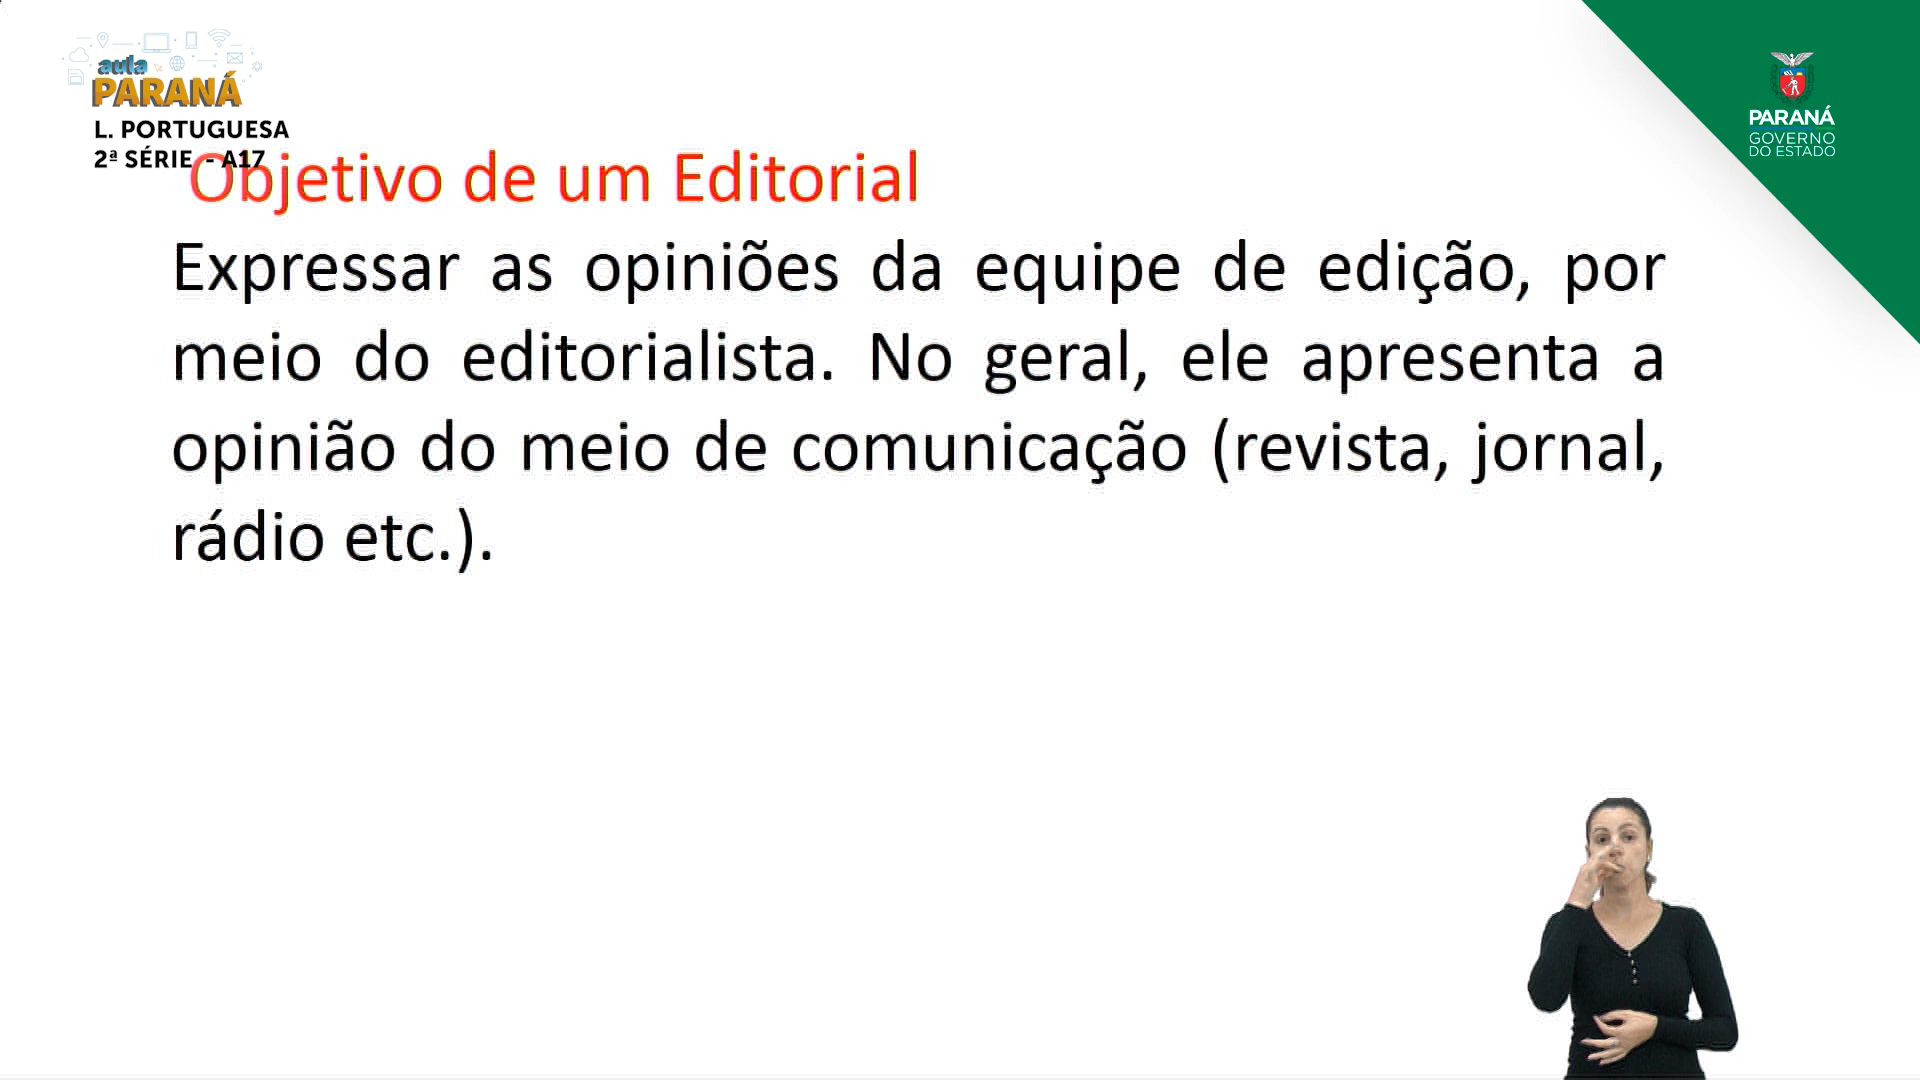 aula
PARANÁ
L. PORTUGUESA
2ª SÉRIE - A17
PARANÁ
GOVERNO
DO ESTADO
Objetivo de um Editorial
Expressar as opiniões da equipe de edição, por
meio do editorialista. No geral, ele apresenta a
opinião do meio de comunicação (revista, jornal,
rádio etc.).